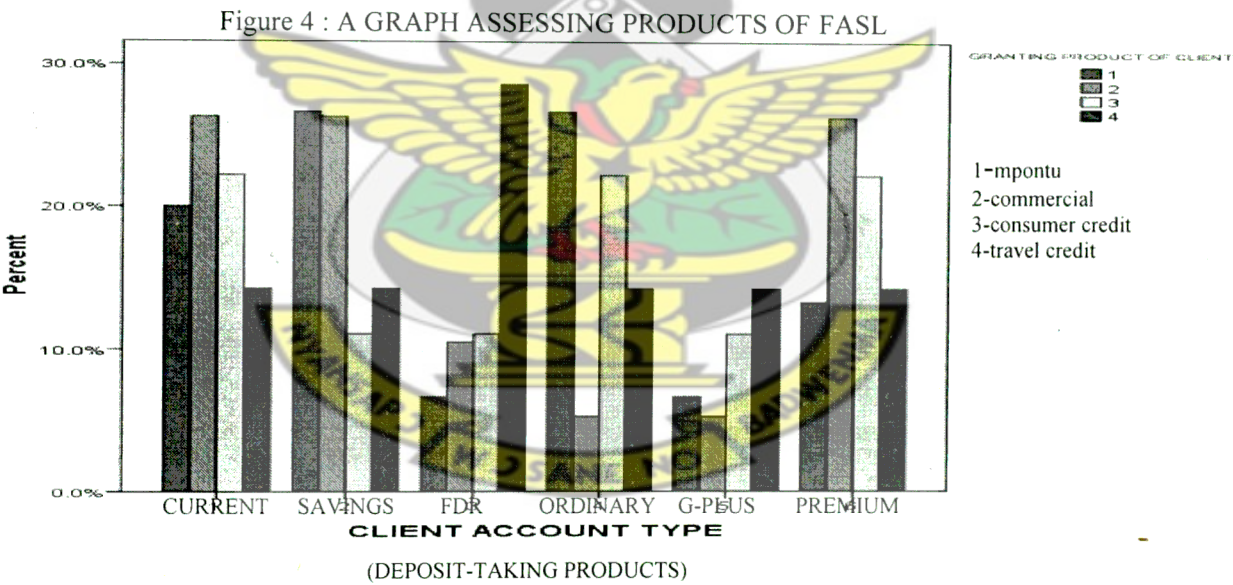 Figure 4 : A GRAPH ASSESSING PRODUCTS OF FASL
GRANTING PRODUCT OF CLIENT
1
2
3
4
1-mpontu
2-commercial
3-consumer credit
4-travel credit
Percent
30.0%
20.0%
10.0%
0.0%
CURRENT SAVINGS FDR ORDINARY G-PLUS PREMIUM
CLIENT ACCOUNT TYPE
(DEPOSIT-TAKING PRODUCTS)
SANE NO